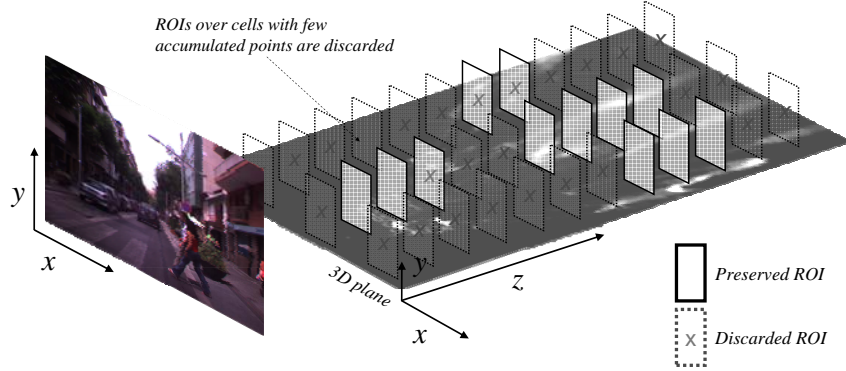 ROIs over cells with few
accumulated points are discarded
y
x
3D plane
y
z
x
Preserved ROI
x Discarded ROI